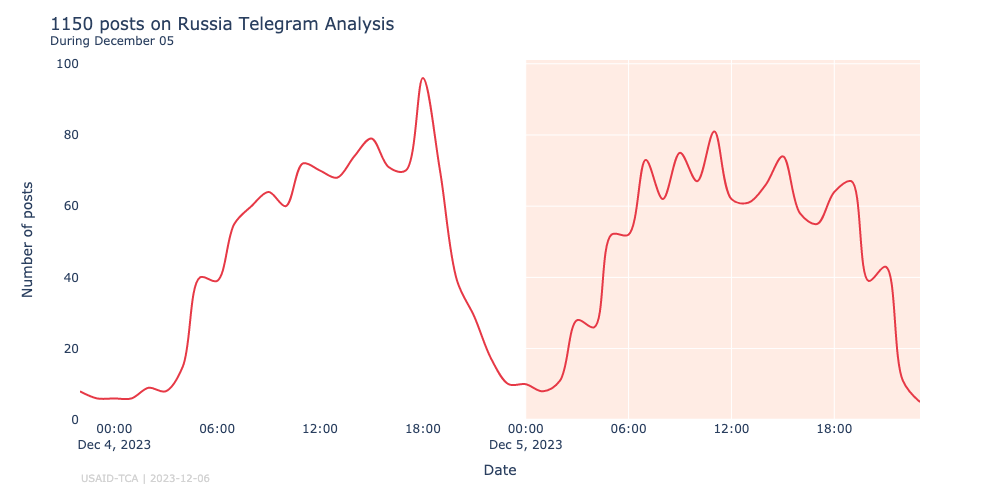 1150 posts on Russia Telegram Analysis
During December 05
100
80
60
40
20
0
Number of posts
00:00 06:00 12:00 18:00 00:00 06:00 12:00 18:00
Dec 4, 2023 Dec 5, 2023
Date
USAID-TCA | 2023-12-06